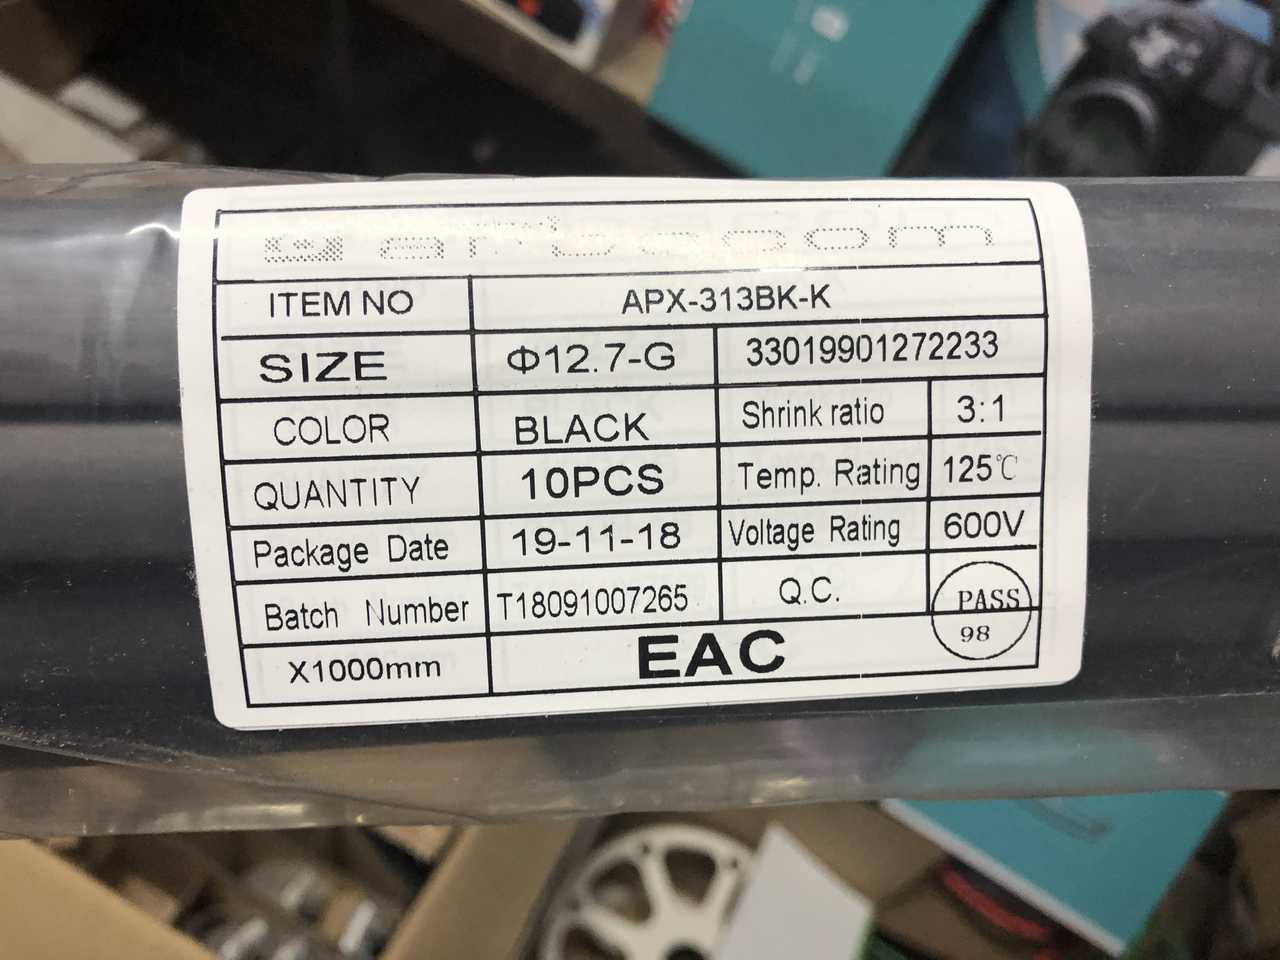 ITEM NO APX-313BK-K
SIZE Φ12.7-G 33019901272233
COLOR BLACK Shrink ratio 3:1
QUANTITY 10PCS Temp. Rating 125℃
Package Date 19-11-18 Voltage Rating 600V
Batch Number T18091007265 Q.C. PASS
98
X1000mm EAC